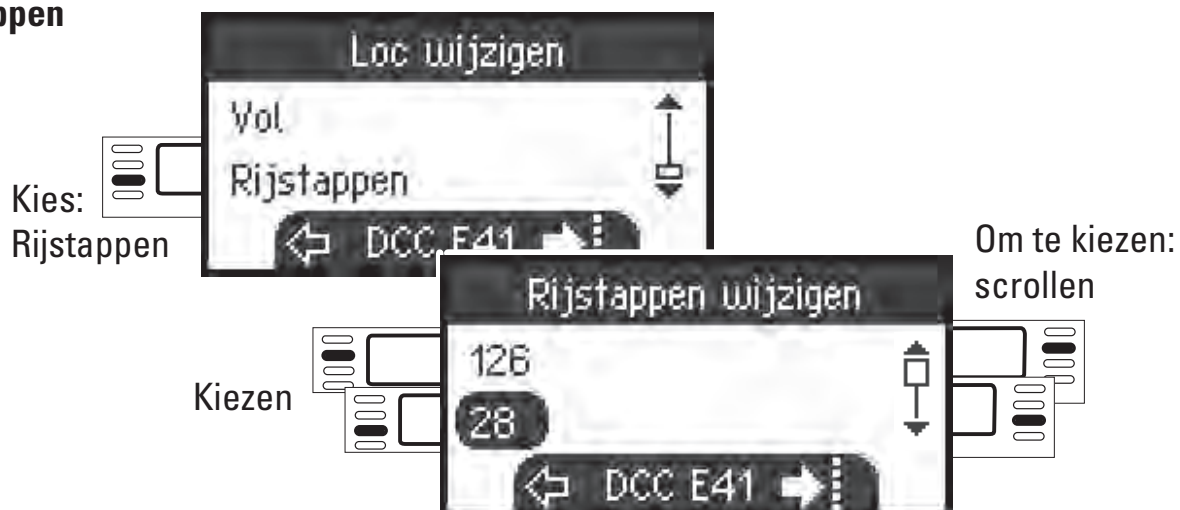 ppen
Loc wijzigen
Vol
Rijstappen
DCC E41
Kies:
Rijstappen
Rijstappen wijzigen
126
28
DCC E41
Kiezen
Om te kiezen:
scrollen